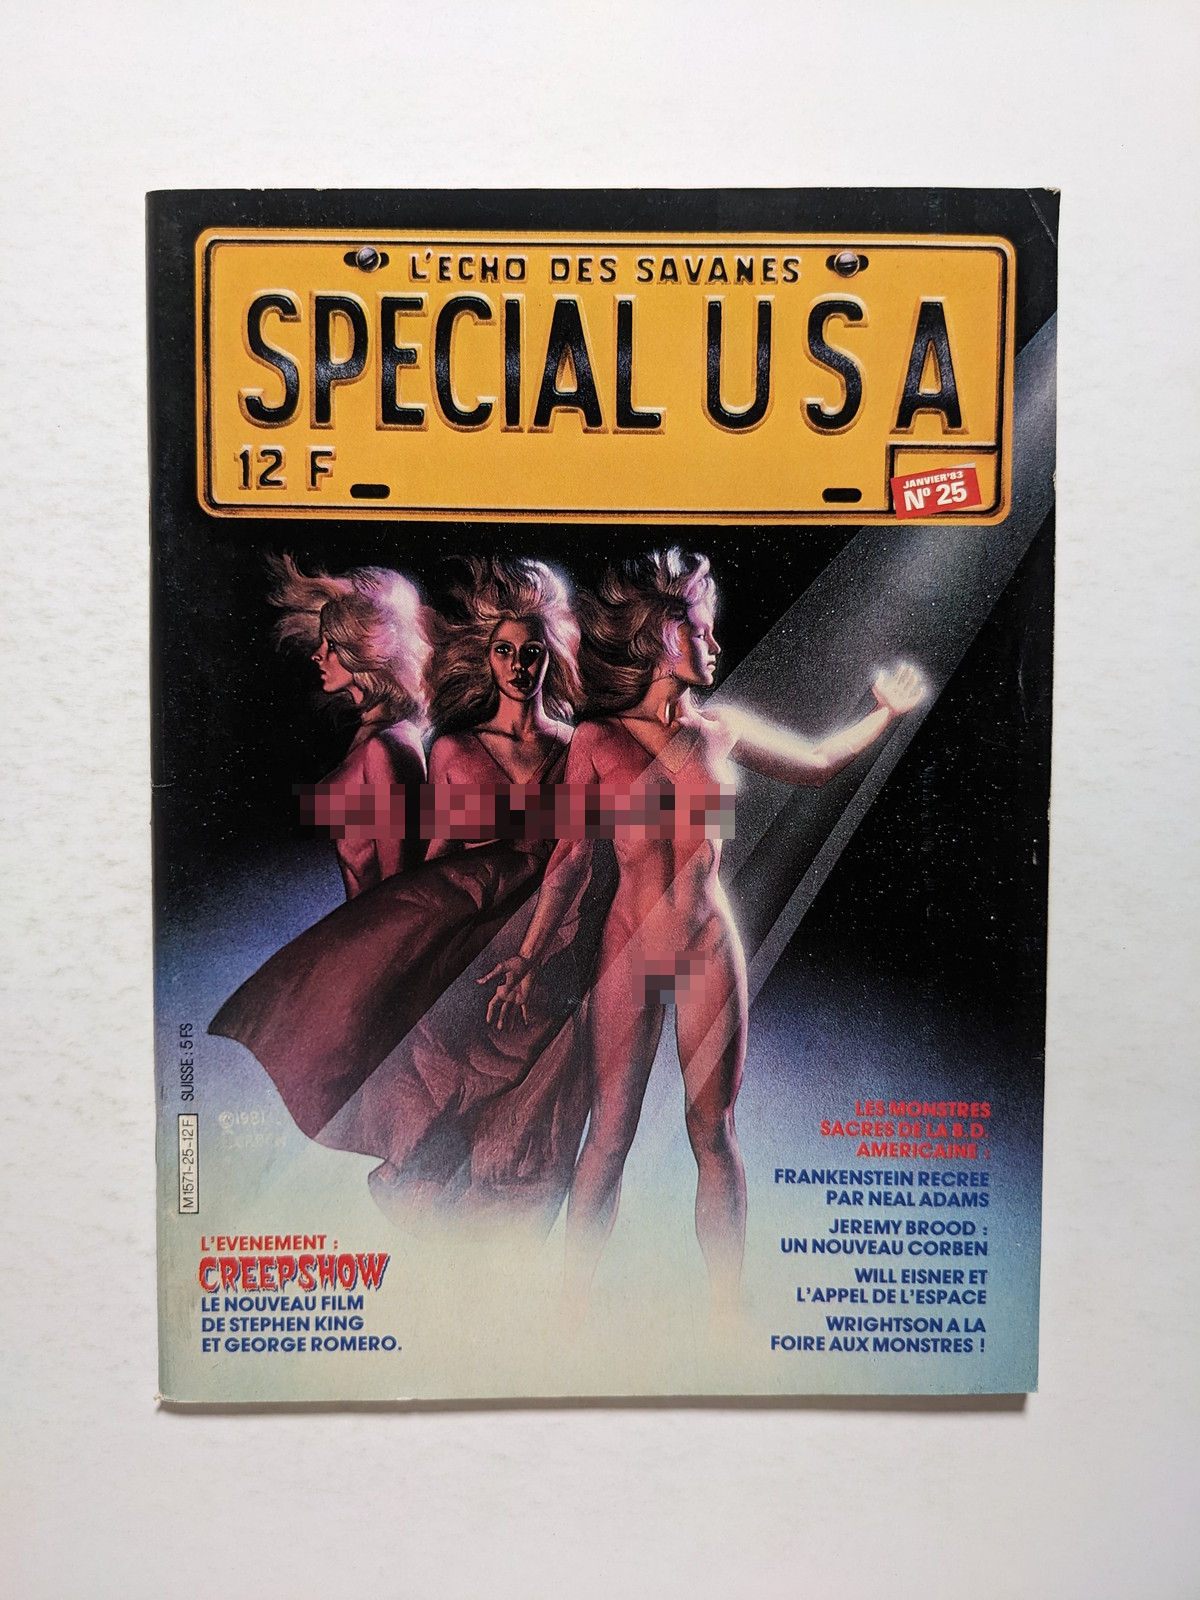 L'ECHO DES SAVANES
SPECIAL USA
12 F
JANVIER'83
Nº 25
SUISSE : 5 FS
M1571-25-12 F
©1981
LES MONSTRES
SACRES DE LA B.D.
AMERICAINE :
FRANKENSTEIN RECREE
PAR NEAL ADAMS
JEREMY BROOD :
UN NOUVEAU CORBEN
WILL EISNER ET
L'APPEL DE L'ESPACE
WRIGHTSON A LA
FOIRE AUX MONSTRES !
L'EVENEMENT :
CREEPSHOW
LE NOUVEAU FILM
DE STEPHEN KING
ET GEORGE ROMERO.